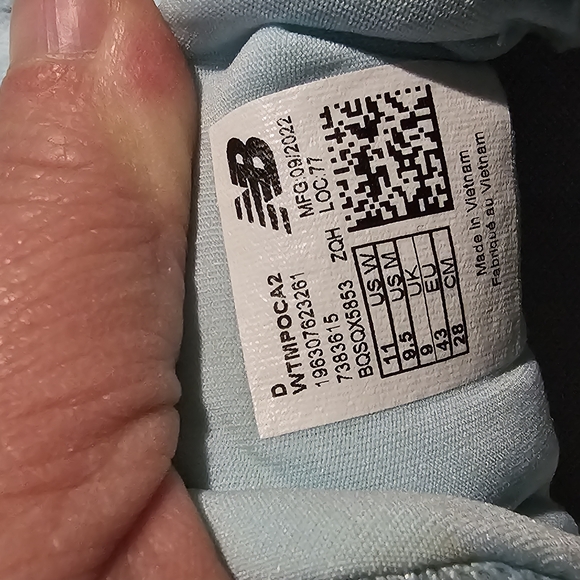 NB
MFG:09/2022
LOC:77
ZQH
D
WTMPOCA2
196307623261
7383615
BQSQX5853
11 US W
9.5 US M
9 UK
43 EU
28 CM
Made in Vietnam
Fabriqué au Vietnam